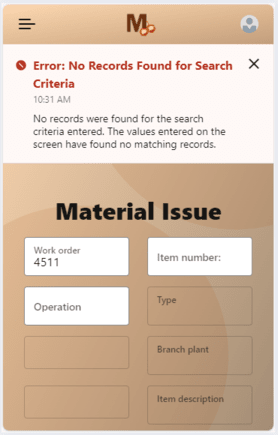 M
Error: No Records Found for Search
Criteria
10:31 AM
No records were found for the search
criteria entered. The values entered on the
screen have found no matching records.
Material Issue
Work order
4511
Item number:
Operation
Type
Branch plant
Item description